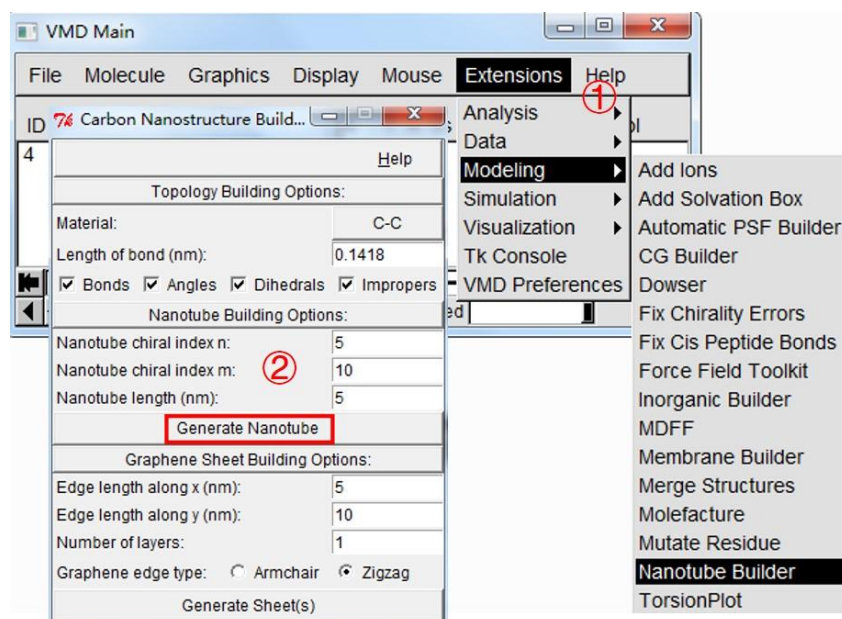 VMD Main
File Molecule Graphics Display Mouse Extensions Help
①
ID
4
Analysis
Data
Modeling
Simulation
Visualization
Tk Console
VMD Preferences
Add Ions
Add Solvation Box
Automatic PSF Builder
CG Builder
Dowser
Fix Chirality Errors
Fix Cis Peptide Bonds
Force Field Toolkit
Inorganic Builder
MDFF
Membrane Builder
Merge Structures
Molefacture
Mutate Residue
Nanotube Builder
TorsionPlot
Carbon Nanostructure Build...
Help
Topology Building Options:
Material: C-C
Length of bond (nm): 0.1418
Bonds Angles Dihedrals Impropers
Nanotube Building Options:
Nanotube chiral index n: 5
Nanotube chiral index m: ② 10
Nanotube length (nm): 5
Generate Nanotube
Graphene Sheet Building Options:
Edge length along x (nm): 5
Edge length along y (nm): 10
Number of layers: 1
Graphene edge type: Armchair Zigzag
Generate Sheet(s)